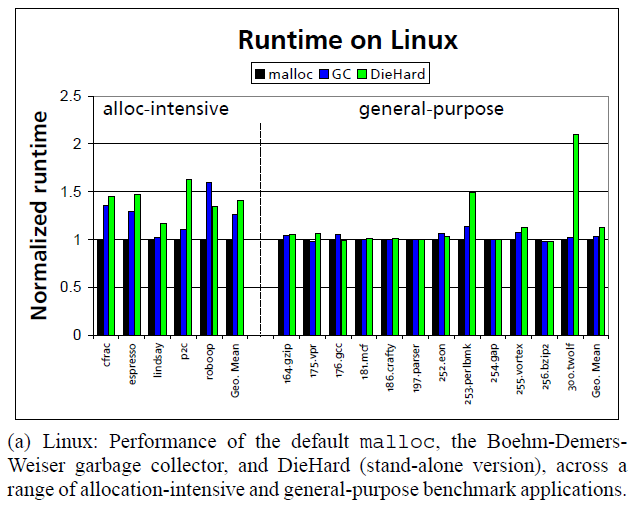 Runtime on Linux
malloc GC DieHard
alloc-intensive general-purpose
Normalized runtime
2.5
2
1.5
1
0.5
0
cfrac
espresso
lindsay
p2c
roboop
Geo. Mean
164.gzip
175.vpr
176.gcc
181.mcf
186.crafty
197.parser
252.eon
253.perlbmk
254.gap
255.vortex
256.bzip2
300.twolf
Geo. Mean
(a) Linux: Performance of the default malloc, the Boehm-Demers-
Weiser garbage collector, and DieHard (stand-alone version), across a
range of allocation-intensive and general-purpose benchmark applications.